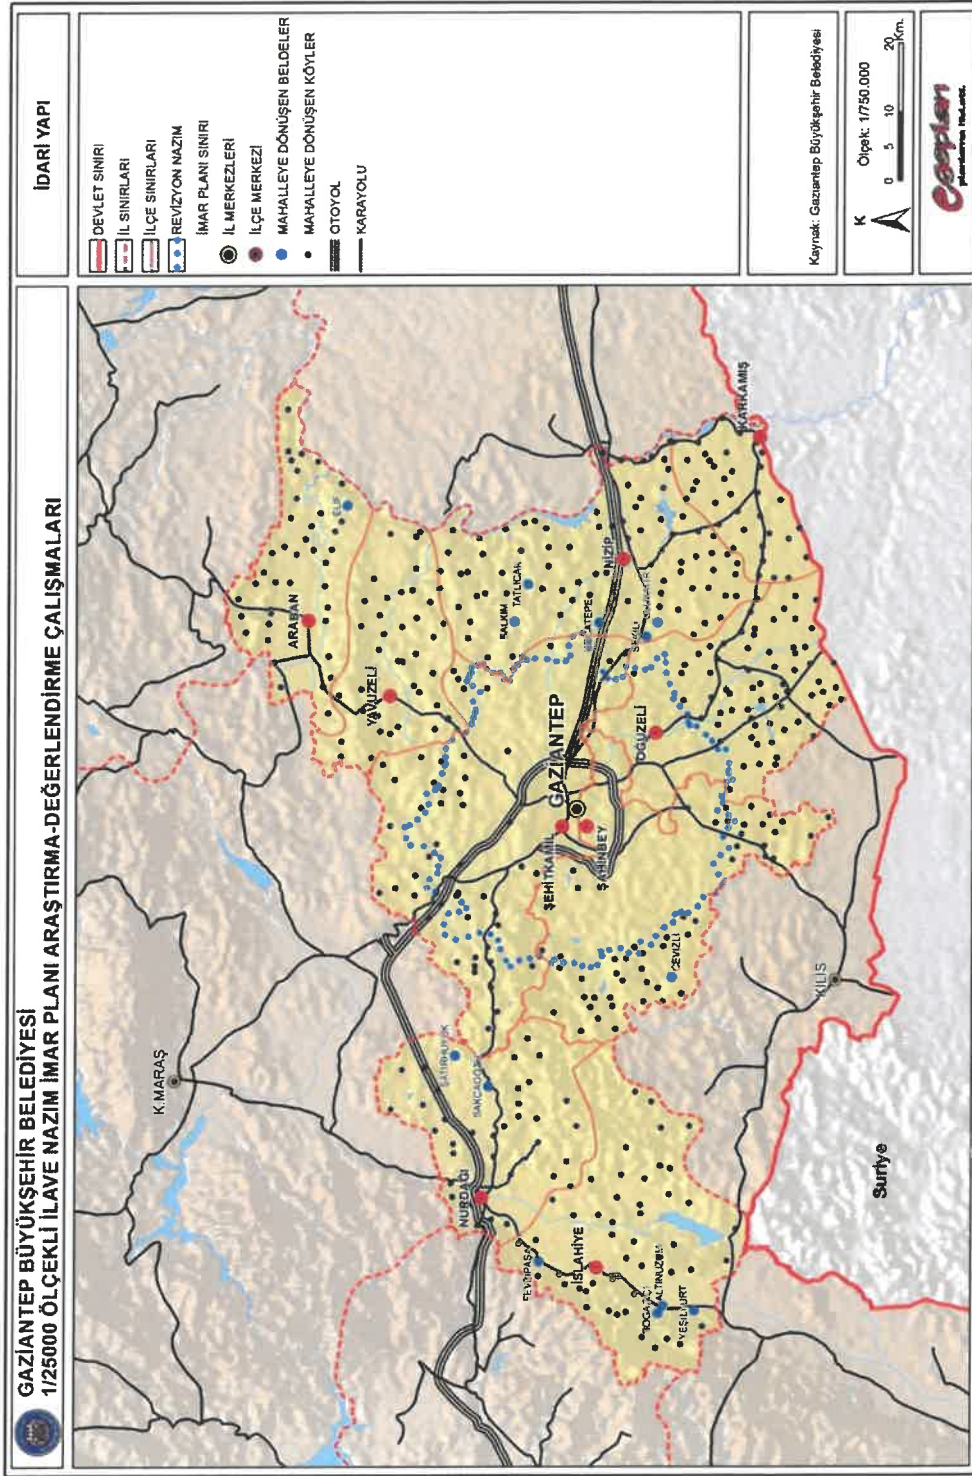 GAZİANTEP BÜYÜKŞEHİR BELEDİYESİ
1/25000 ÖLÇEKLİ İLAVE NAZIM İMAR PLANI ARAŞTIRMA-DEĞERLENDİRME ÇALIŞMALARI
İDARİ YAPI
DEVLET SINIRI
İL SINIRLARI
İLÇE SINIRLARI
REVİZYON NAZIM
İMAR PLANI SINIRI
İL MERKEZLERİ
İLÇE MERKEZİ
MAHALLEYE DÖNÜŞEN BELDELER
MAHALLEYE DÖNÜŞEN KÖYLER
OTOYOL
KARAYOLU
Kaynak: Gaziantep Büyükşehir Belediyesi
K
Ölçek: 1/750.000
0 5 10 20
Km.
egeplan
K.MARAŞ
ARABAN
ELİF
YAVUZELİ
SALKIM
TATLICAK
NİZİP
KARKAMIŞ
GAZİANTEP
ŞEHİTKAMİL
ŞAHİNBEY
OĞUZELİ
CEVİZLİ
KİLİS
SATIRHÜYÜK
SAKÇAGÖZ
NURDAĞI
FEVZİPAŞA
İSLAHİYE
ALTINÜZÜM
YEŞİLYURT
Suriye